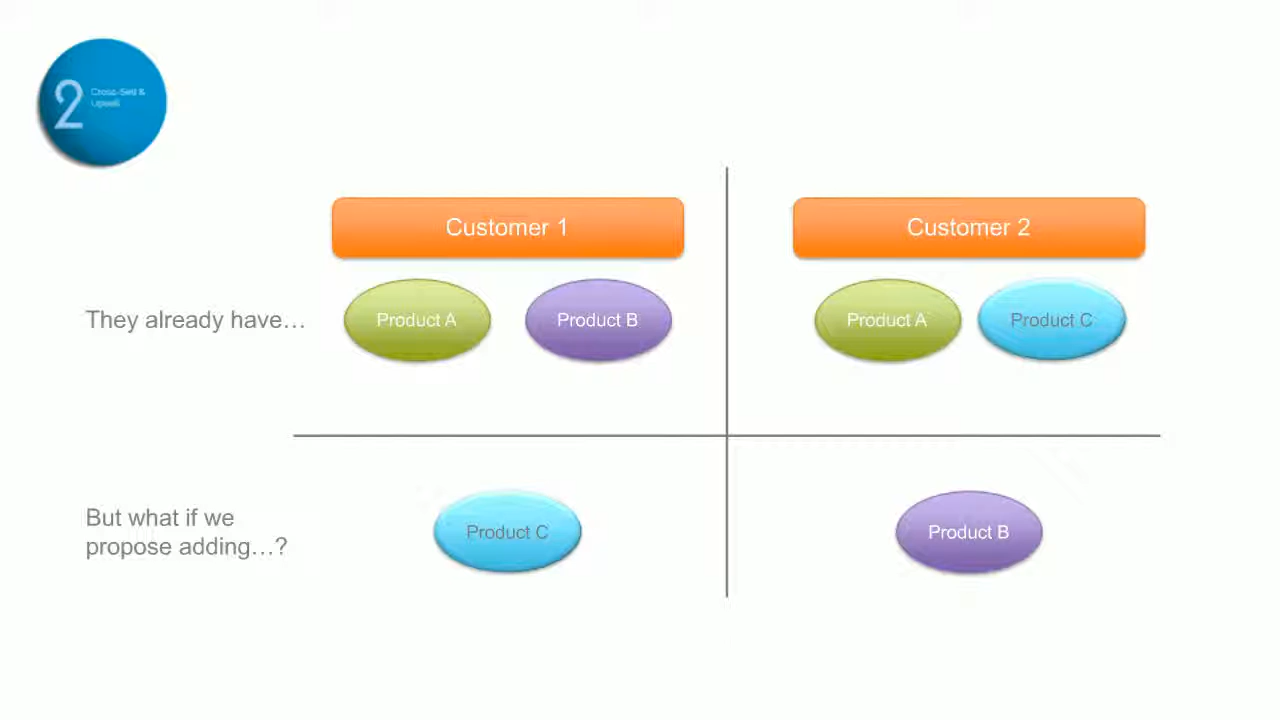 2
Cross-Sell &
Upsell
Customer 1
Customer 2
They already have…
Product A
Product B
Product A
Product C
But what if we
propose adding…?
Product C
Product B